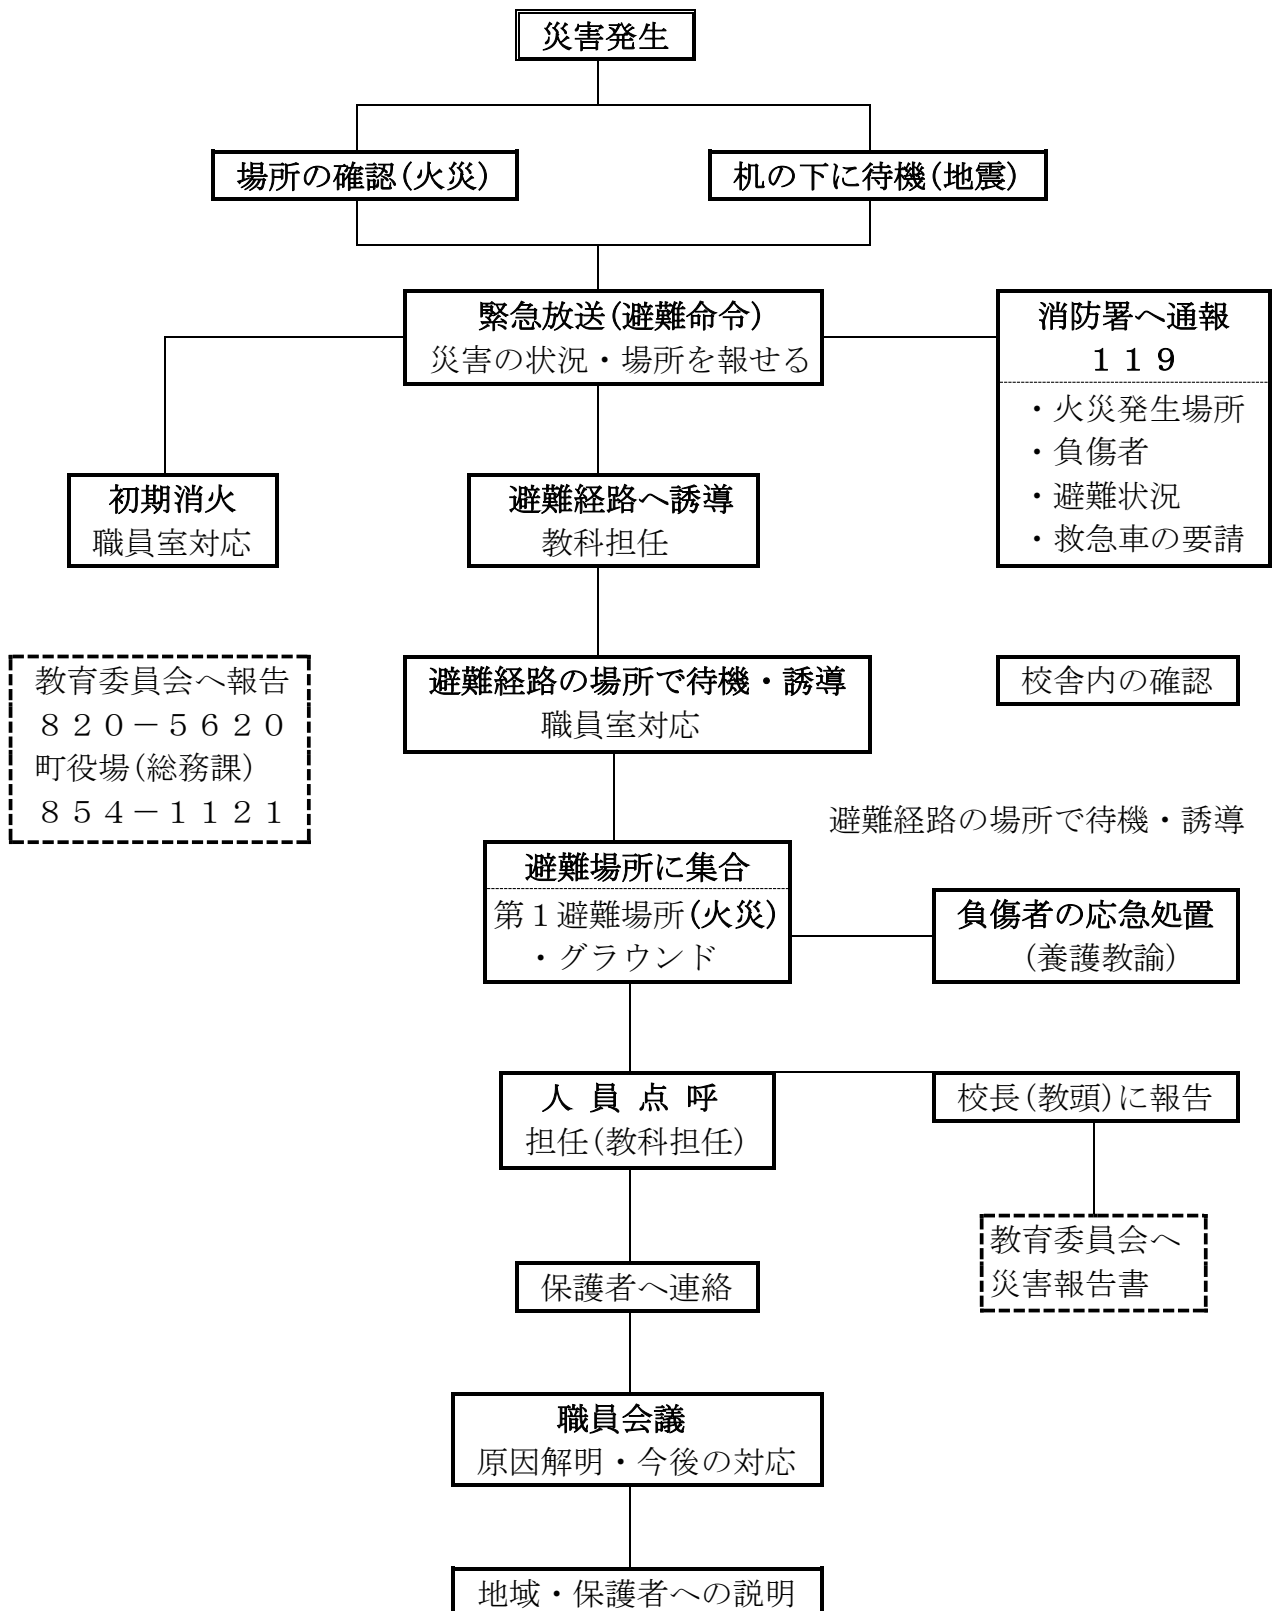 災害発生
場所の確認(火災)
机の下に待機(地震)
緊急放送(避難命令)
災害の状況・場所を報せる
消防署へ通報
１１９
・火災発生場所
・負傷者
・避難状況
・救急車の要請
初期消火
職員室対応
避難経路へ誘導
教科担任
教育委員会へ報告
８２０－５６２０
町役場(総務課)
８５４－１１２１
避難経路の場所で待機・誘導
職員室対応
校舎内の確認
避難経路の場所で待機・誘導
避難場所に集合
第１避難場所(火災)
・グラウンド
負傷者の応急処置
(養護教諭)
人 員 点 呼
担任(教科担任)
校長(教頭)に報告
教育委員会へ
災害報告書
保護者へ連絡
職員会議
原因解明・今後の対応
地域・保護者への説明